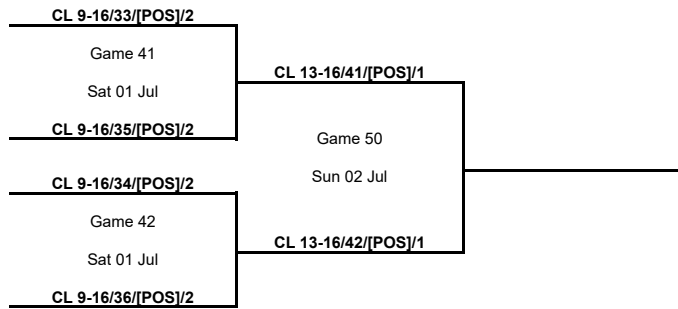 CL 9-16/33/[POS]/2
Game 41
Sat 01 Jul
CL 9-16/35/[POS]/2
CL 13-16/41/[POS]/1
Game 50
Sun 02 Jul
CL 13-16/42/[POS]/1
CL 9-16/34/[POS]/2
Game 42
Sat 01 Jul
CL 9-16/36/[POS]/2